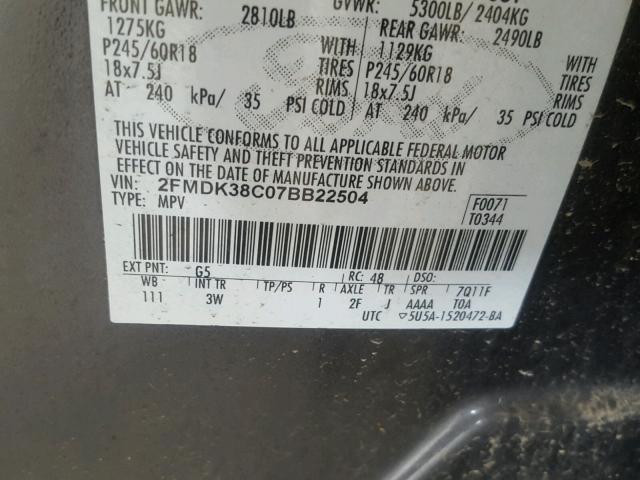 FRONT GAWR: 2810LB GVWR: 5300LB/2404KG
1275KG REAR GAWR: 2490LB
P245/60R18 TIRES 1129KG
18x7.5J RIMS P245/60R18 TIRES
AT 240 kPa/ 35 PSI COLD 18x7.5J RIMS
AT 240 kPa/ 35 PSI COLD
THIS VEHICLE CONFORMS TO ALL APPLICABLE FEDERAL MOTOR
VEHICLE SAFETY AND THEFT PREVENTION STANDARDS IN
EFFECT ON THE DATE OF MANUFACTURE SHOWN ABOVE.
VIN: 2FMDK38C07BB22504
TYPE: MPV
F0071
T0344
EXT PNT: G5 RC: 48 DSO:
WB INT TR TP/PS R AXLE TR SPR 7Q11F
111 3W 1 2F J AAAA TOA
UTC ▽5U5A-1520472-BA